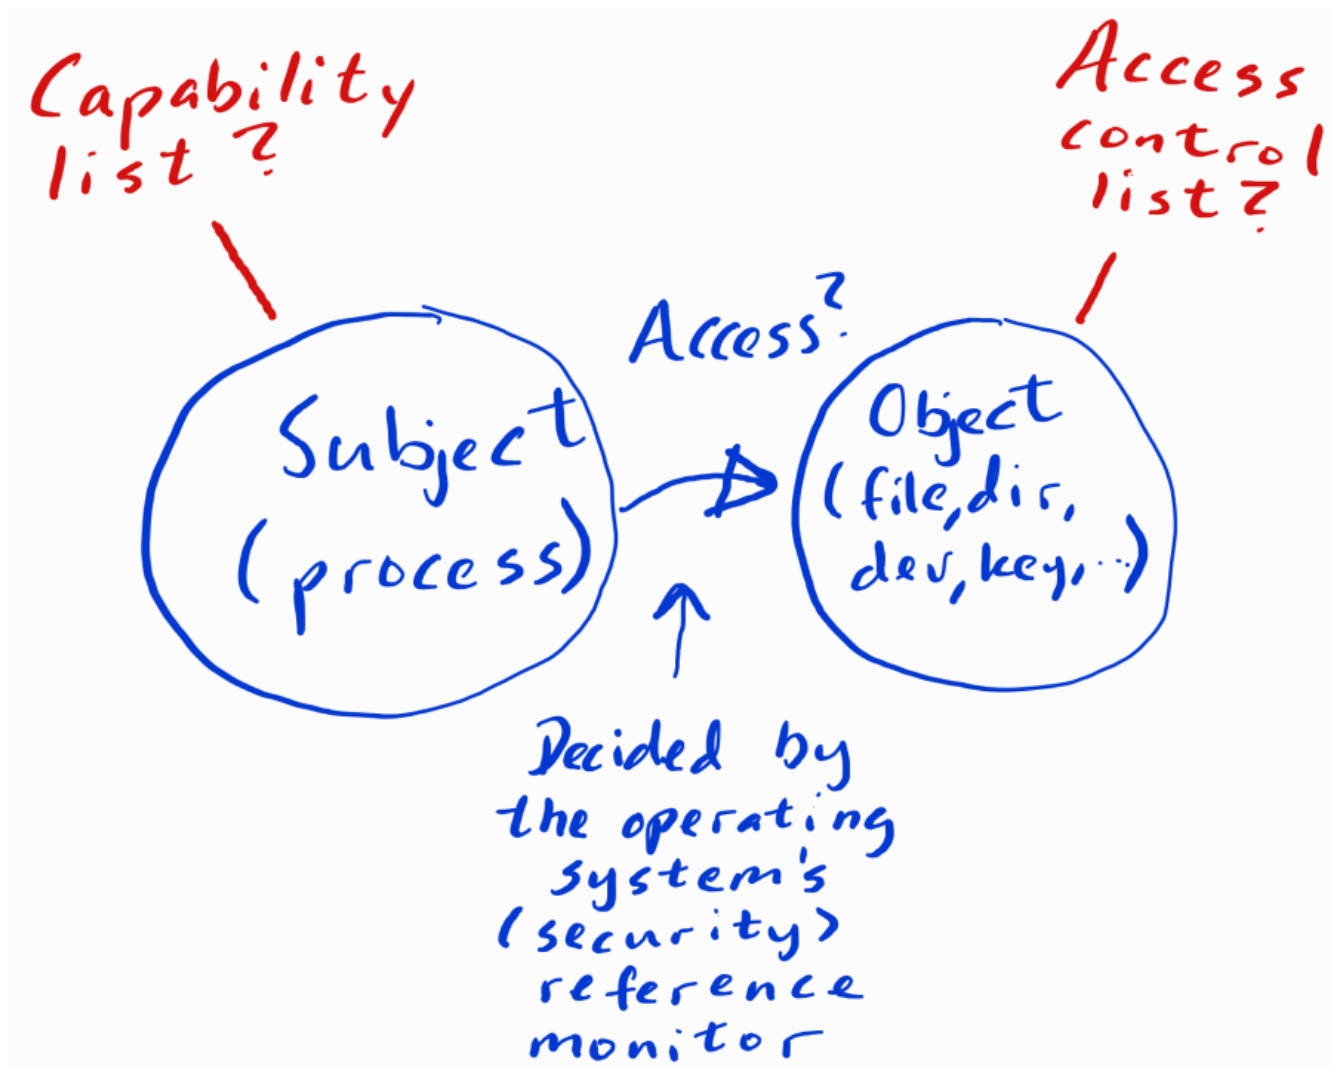 Capability
list?
Access
control
list?
Access?
Subject
(process)
Object
(file,dir,
dev,key,...)
Decided by
the operating
system's
(security)
reference
monitor